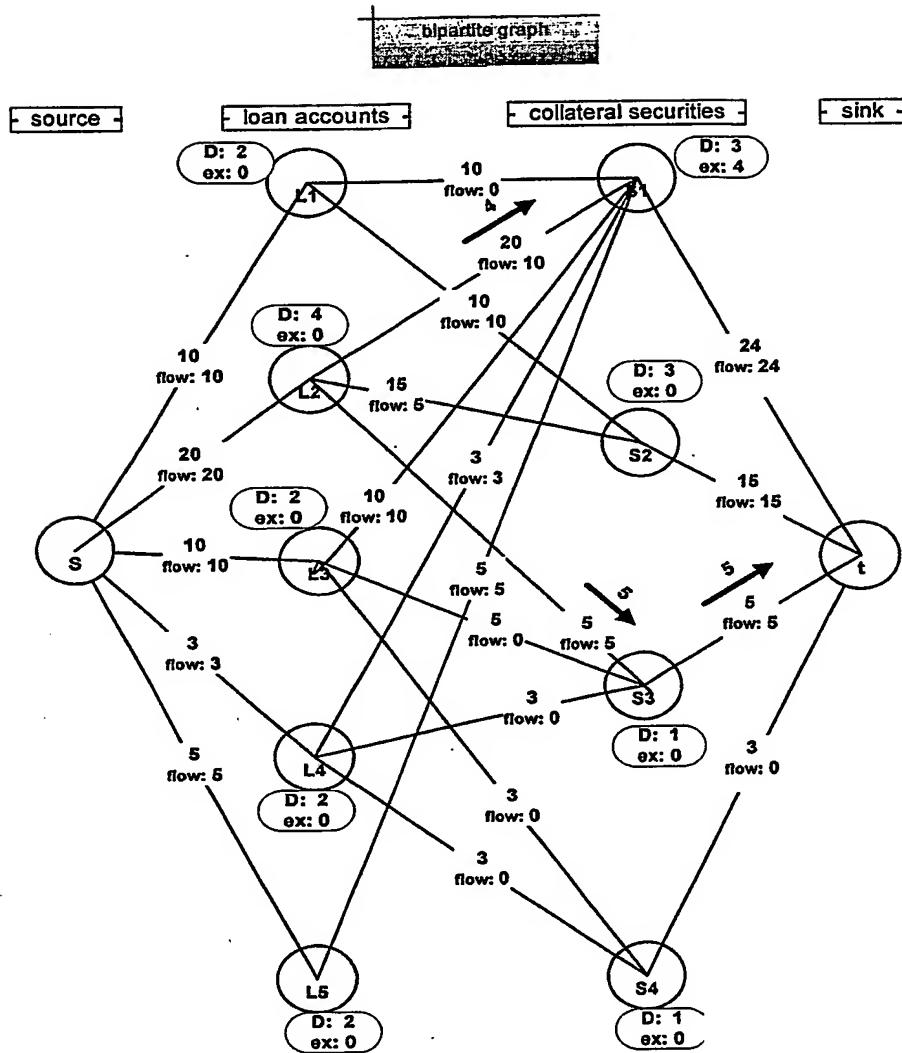 bipartite graph
source
loan accounts
collateral securities
sink
D: 2
ex: 0
L1
10
flow: 0
4
S1
D: 3
ex: 4
20
flow: 10
10
flow: 10
D: 4
ex: 0
L2
10
flow: 10
15
flow: 5
24
flow: 24
D: 3
ex: 0
S2
20
flow: 20
3
flow: 3
15
flow: 15
D: 2
ex: 0
L3
10
flow: 10
S
10
flow: 10
5
flow: 5
t
5
5
5
flow: 0
5
flow: 5
5
flow: 5
3
flow: 3
S3
D: 1
ex: 0
3
flow: 0
5
flow: 5
L4
D: 2
ex: 0
3
flow: 0
3
flow: 0
3
flow: 0
L5
D: 2
ex: 0
S4
D: 1
ex: 0